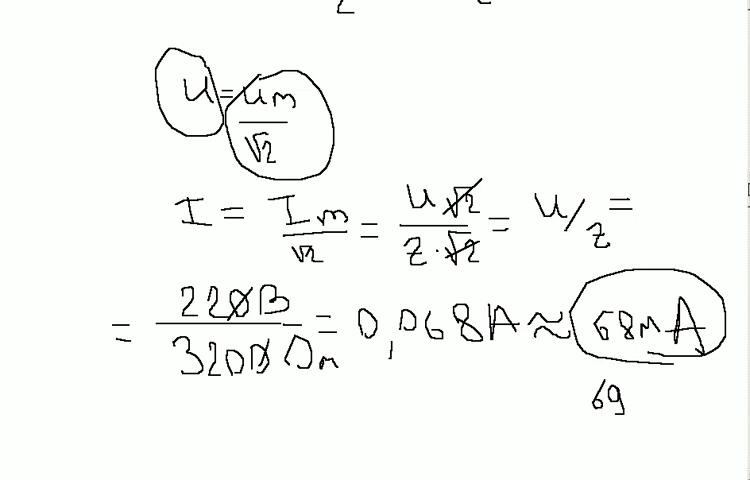 U = Um/√2
I = Im/√2 = U√2/Z·√2 = U/Z =
= 220В/3200 Ом = 0,068А ≈ 68мА
69